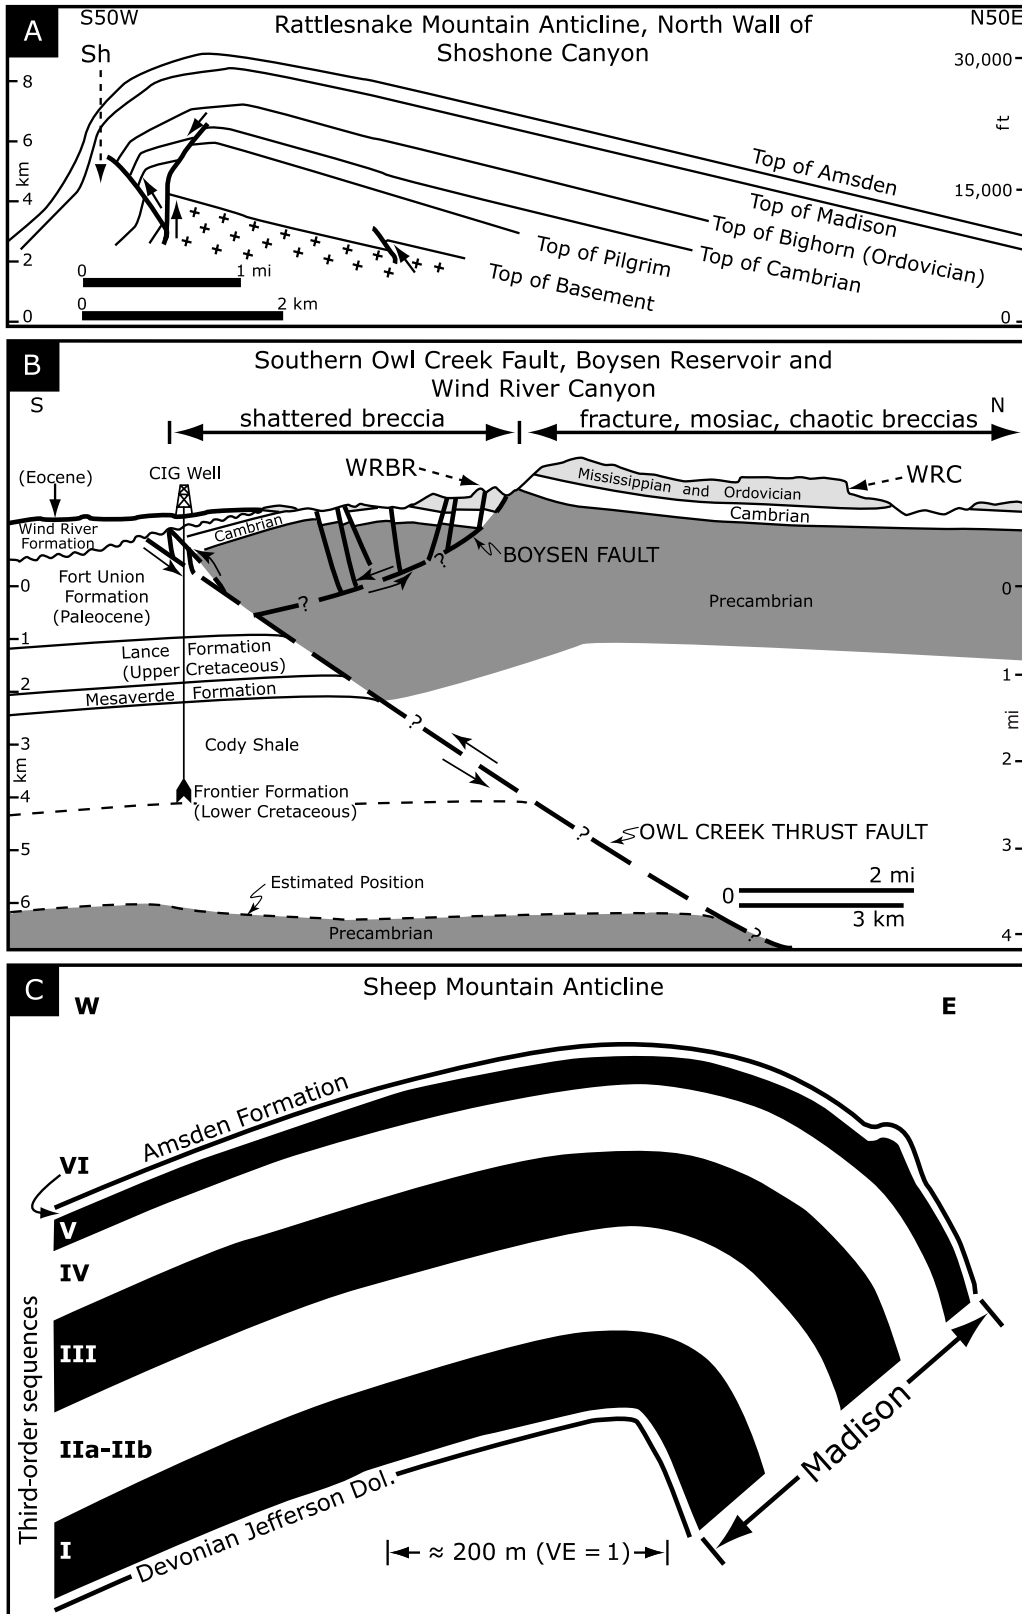 A
S50W
Rattlesnake Mountain Anticline, North Wall of
Shoshone Canyon
N50E
Sh
8
6
km
4
2
0
30,000
ft
15,000
0
Top of Amsden
Top of Madison
Top of Bighorn (Ordovician)
Top of Cambrian
Top of Pilgrim
Top of Basement
0
1 mi
0
2 km
B
Southern Owl Creek Fault, Boysen Reservoir and
Wind River Canyon
S
N
shattered breccia
fracture, mosiac, chaotic breccias
(Eocene)
CIG Well
WRBR
WRC
Mississippian and Ordovician
Wind River
Formation
Cambrian
Cambrian
BOYSEN FAULT
?
?
Fort Union
Formation
(Paleocene)
Precambrian
0
0
1
Lance Formation
(Upper Cretaceous)
1
2
Mesaverde Formation
?
mi
3
km
Cody Shale
2
4
Frontier Formation
(Lower Cretaceous)
?
OWL CREEK THRUST FAULT
5
3
Estimated Position
0
2 mi
3 km
6
Precambrian
?
4
C
Sheep Mountain Anticline
W
E
Amsden Formation
VI
V
IV
III
IIa-IIb
I
Third-order sequences
Devonian Jefferson Dol.
Madison
≈ 200 m (VE = 1)